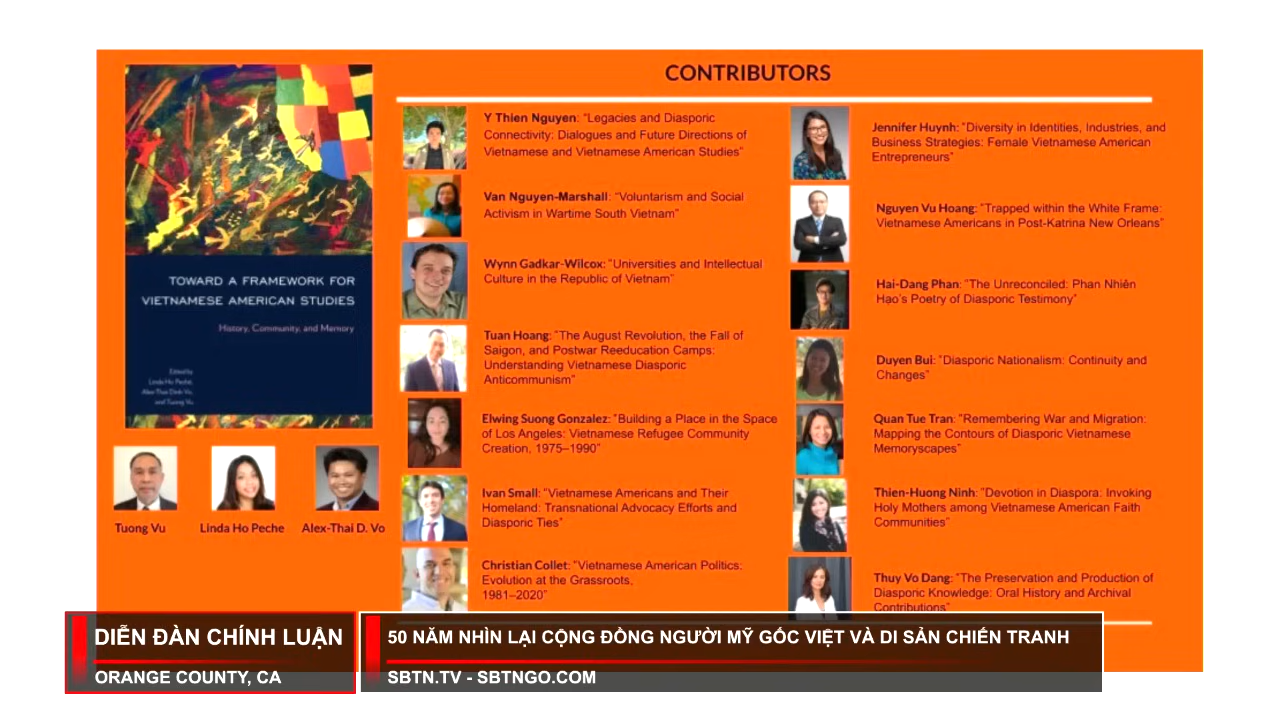 TOWARD A FRAMEWORK FOR
VIETNAMESE AMERICAN STUDIES
History, Community, and Memory
Edited by
Linda Ho Peché,
Alex-Thai Dinh Vo,
and Tuong Vu
Tuong Vu
Linda Ho Peche
Alex-Thai D. Vo
CONTRIBUTORS
Y Thien Nguyen: “Legacies and Diasporic
Connectivity: Dialogues and Future Directions of
Vietnamese and Vietnamese American Studies”
Van Nguyen-Marshall: “Voluntarism and Social
Activism in Wartime South Vietnam”
Wynn Gadkar-Wilcox: “Universities and Intellectual
Culture in the Republic of Vietnam”
Tuan Hoang: “The August Revolution, the Fall of
Saigon, and Postwar Reeducation Camps:
Understanding Vietnamese Diasporic
Anticommunism”
Elwing Suong Gonzalez: “Building a Place in the Space
of Los Angeles: Vietnamese Refugee Community
Creation, 1975–1990”
Ivan Small: “Vietnamese Americans and Their
Homeland: Transnational Advocacy Efforts and
Diasporic Ties”
Christian Collet: “Vietnamese American Politics:
Evolution at the Grassroots,
1981–2020”
Jennifer Huynh: “Diversity in Identities, Industries, and
Business Strategies: Female Vietnamese American
Entrepreneurs”
Nguyen Vu Hoang: “Trapped within the White Frame:
Vietnamese Americans in Post-Katrina New Orleans”
Hai-Dang Phan: “The Unreconciled: Phan Nhiên
Hạo’s Poetry of Diasporic Testimony”
Duyen Bui: “Diasporic Nationalism: Continuity and
Changes”
Quan Tue Tran: “Remembering War and Migration:
Mapping the Contours of Diasporic Vietnamese
Memoryscapes”
Thien-Huong Ninh: “Devotion in Diaspora: Invoking
Holy Mothers among Vietnamese American Faith
Communities”
Thuy Vo Dang: “The Preservation and Production of
Diasporic Knowledge: Oral History and Archival
Contributions”
DIỄN ĐÀN CHÍNH LUẬN
ORANGE COUNTY, CA
50 NĂM NHÌN LẠI CỘNG ĐỒNG NGƯỜI MỸ GỐC VIỆT VÀ DI SẢN CHIẾN TRANH
SBTN.TV - SBTNGO.COM